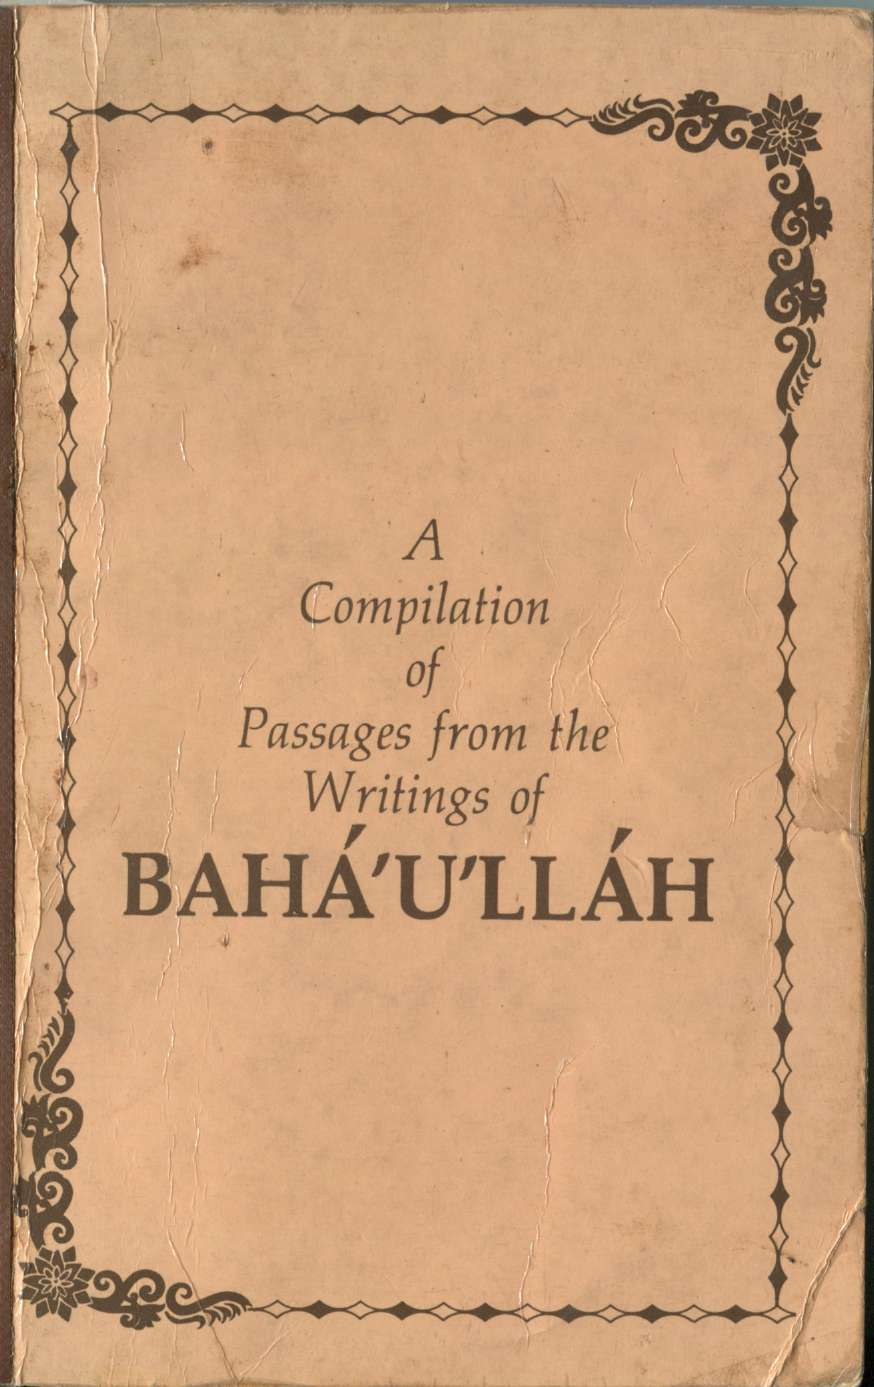 A
Compilation
of
Passages from the
Writings of
BAHÁ'U'LLÁH